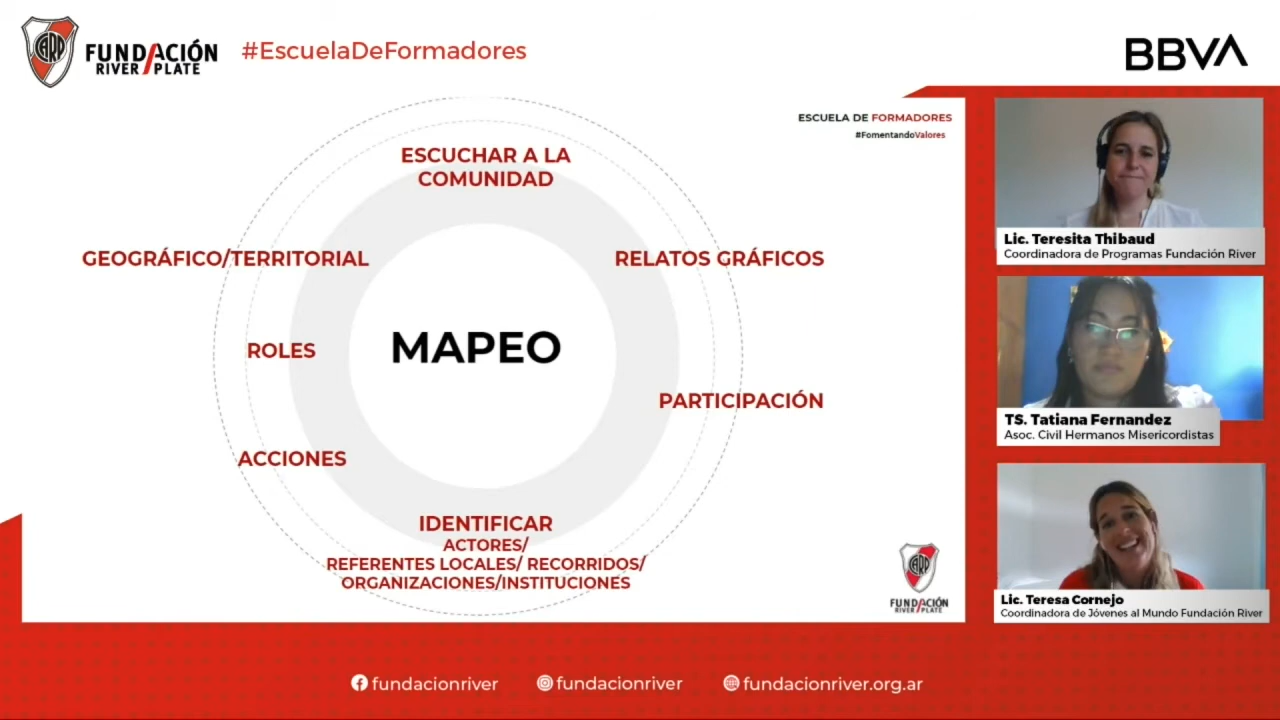 CARP
FUNDACIÓN
RIVER PLATE
#EscuelaDeFormadores
BBVA
ESCUELA DE FORMADORES
#FomentandoValores
ESCUCHAR A LA
COMUNIDAD
GEOGRÁFICO/TERRITORIAL
RELATOS GRÁFICOS
MAPEO
ROLES
PARTICIPACIÓN
ACCIONES
IDENTIFICAR
ACTORES/
REFERENTES LOCALES/ RECORRIDOS/
ORGANIZACIONES/INSTITUCIONES
CARP
FUNDACIÓN
RIVER PLATE
Lic. Teresita Thibaud
Coordinadora de Programas Fundación River
TS. Tatiana Fernandez
Asoc. Civil Hermanos Misericordistas
Lic. Teresa Cornejo
Coordinadora de Jóvenes al Mundo Fundación River
fundacionriver
fundacionriver
fundacionriver.org.ar